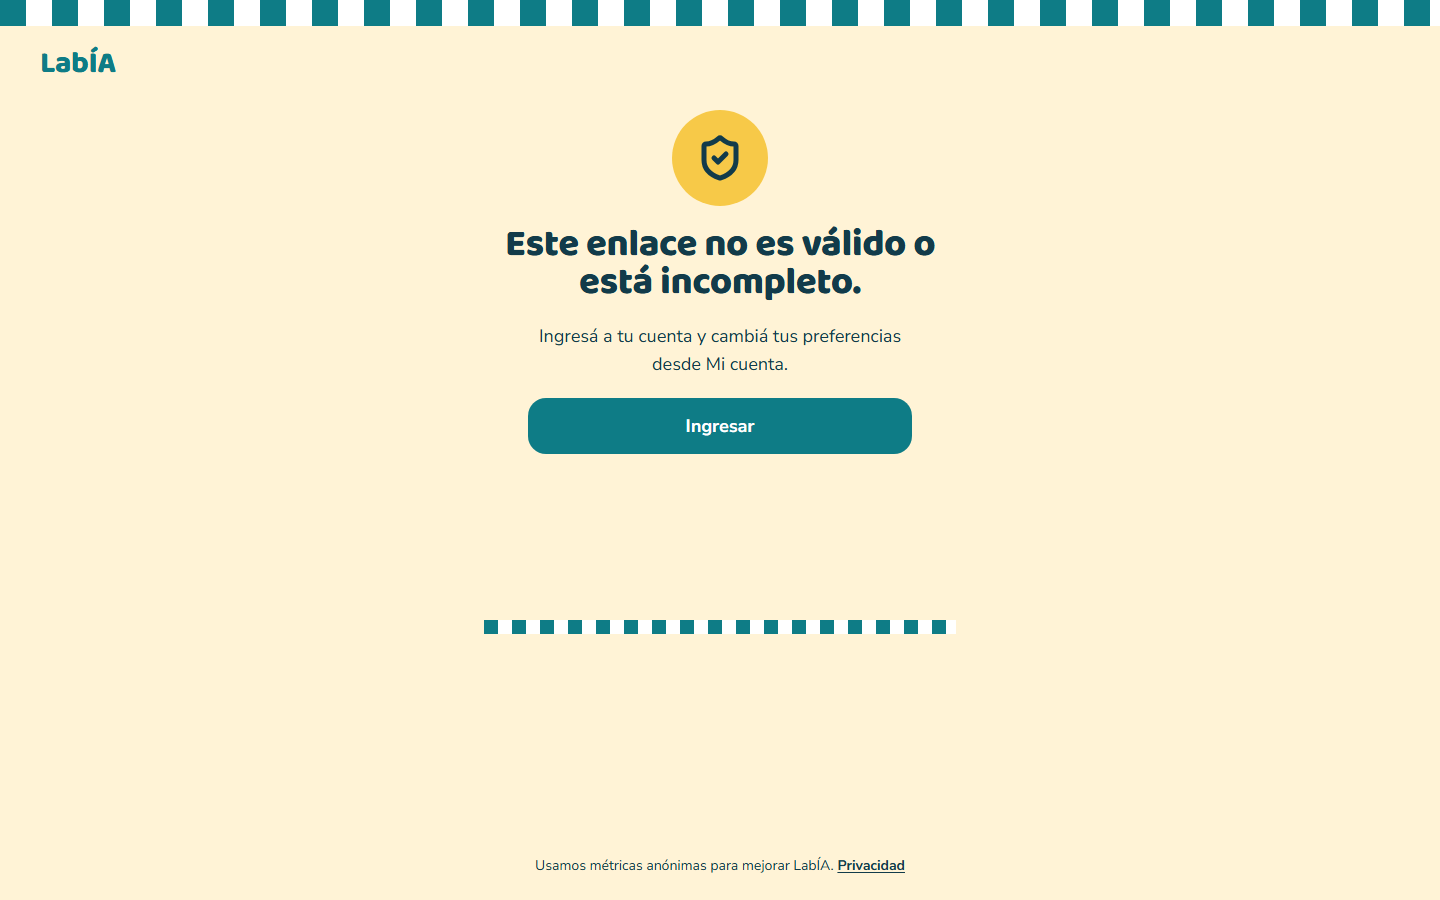 LabÍA
Este enlace no es válido o
está incompleto.
Ingresá a tu cuenta y cambiá tus preferencias
desde Mi cuenta.
Ingresar
Usamos métricas anónimas para mejorar LabÍA. Privacidad